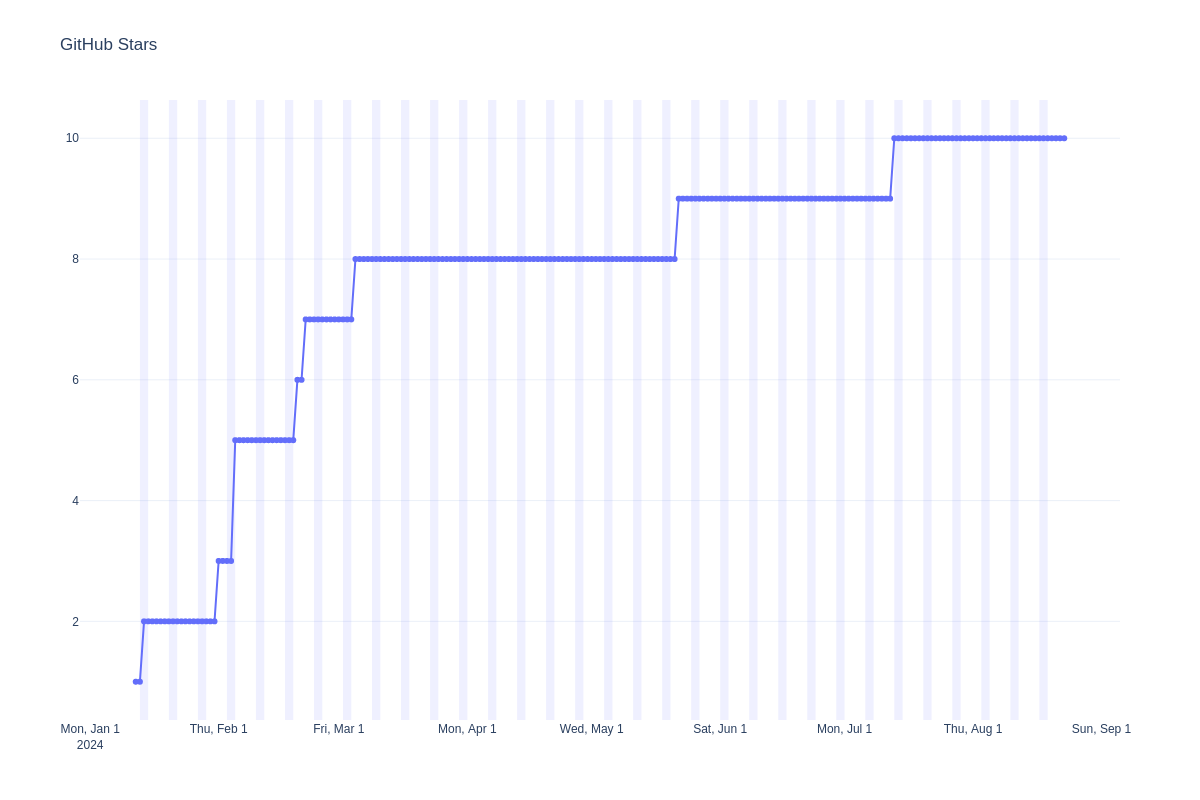 GitHub Stars
10
8
6
4
2
Mon, Jan 1
2024
Thu, Feb 1
Fri, Mar 1
Mon, Apr 1
Wed, May 1
Sat, Jun 1
Mon, Jul 1
Thu, Aug 1
Sun, Sep 1